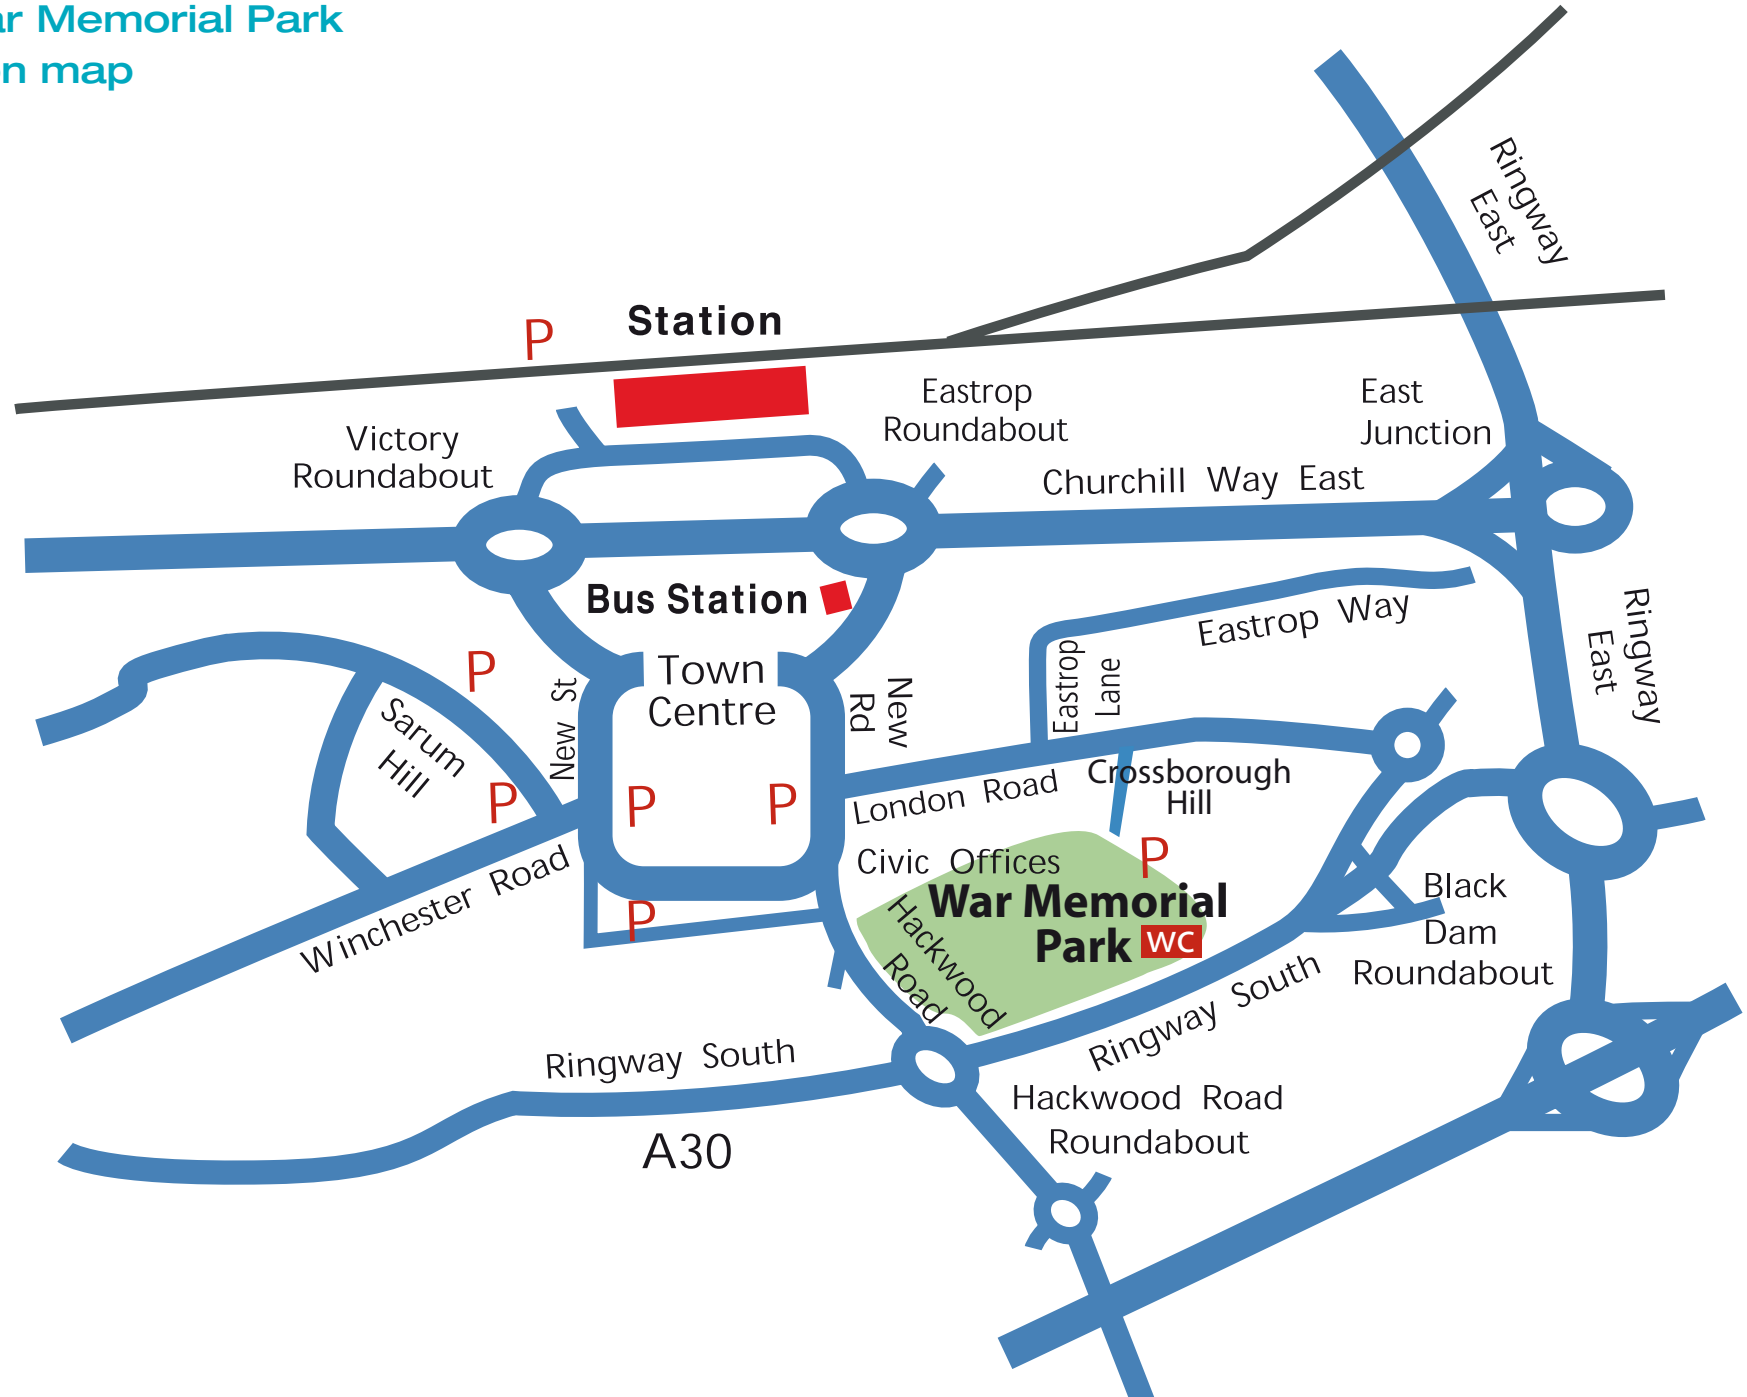 ar Memorial Park
n map
Ringway
East
Station
P
Eastrop
Roundabout
East
Junction
Victory
Roundabout
Churchill Way East
Bus Station
Eastrop Way
Ringway
East
Eastrop
Lane
P
Town
Centre
New St
New
Rd
Sarum
Hill
P
P
P
London Road
Crossborough
Hill
Winchester Road
Civic Offices
P
War Memorial
Park WC
Hackwood
Road
P
Black
Dam
Roundabout
Ringway South
Ringway South
A30
Hackwood Road
Roundabout